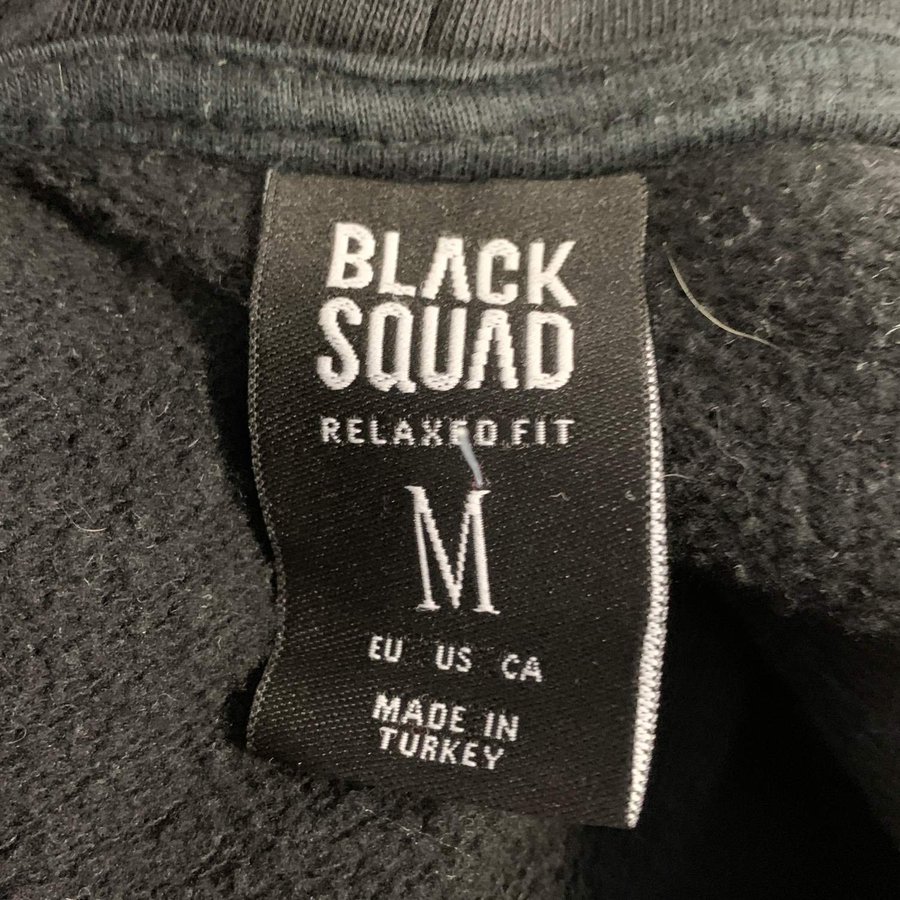 BLACK
SQUAD
RELAXED FIT
M
EU US CA
MADE IN
TURKEY